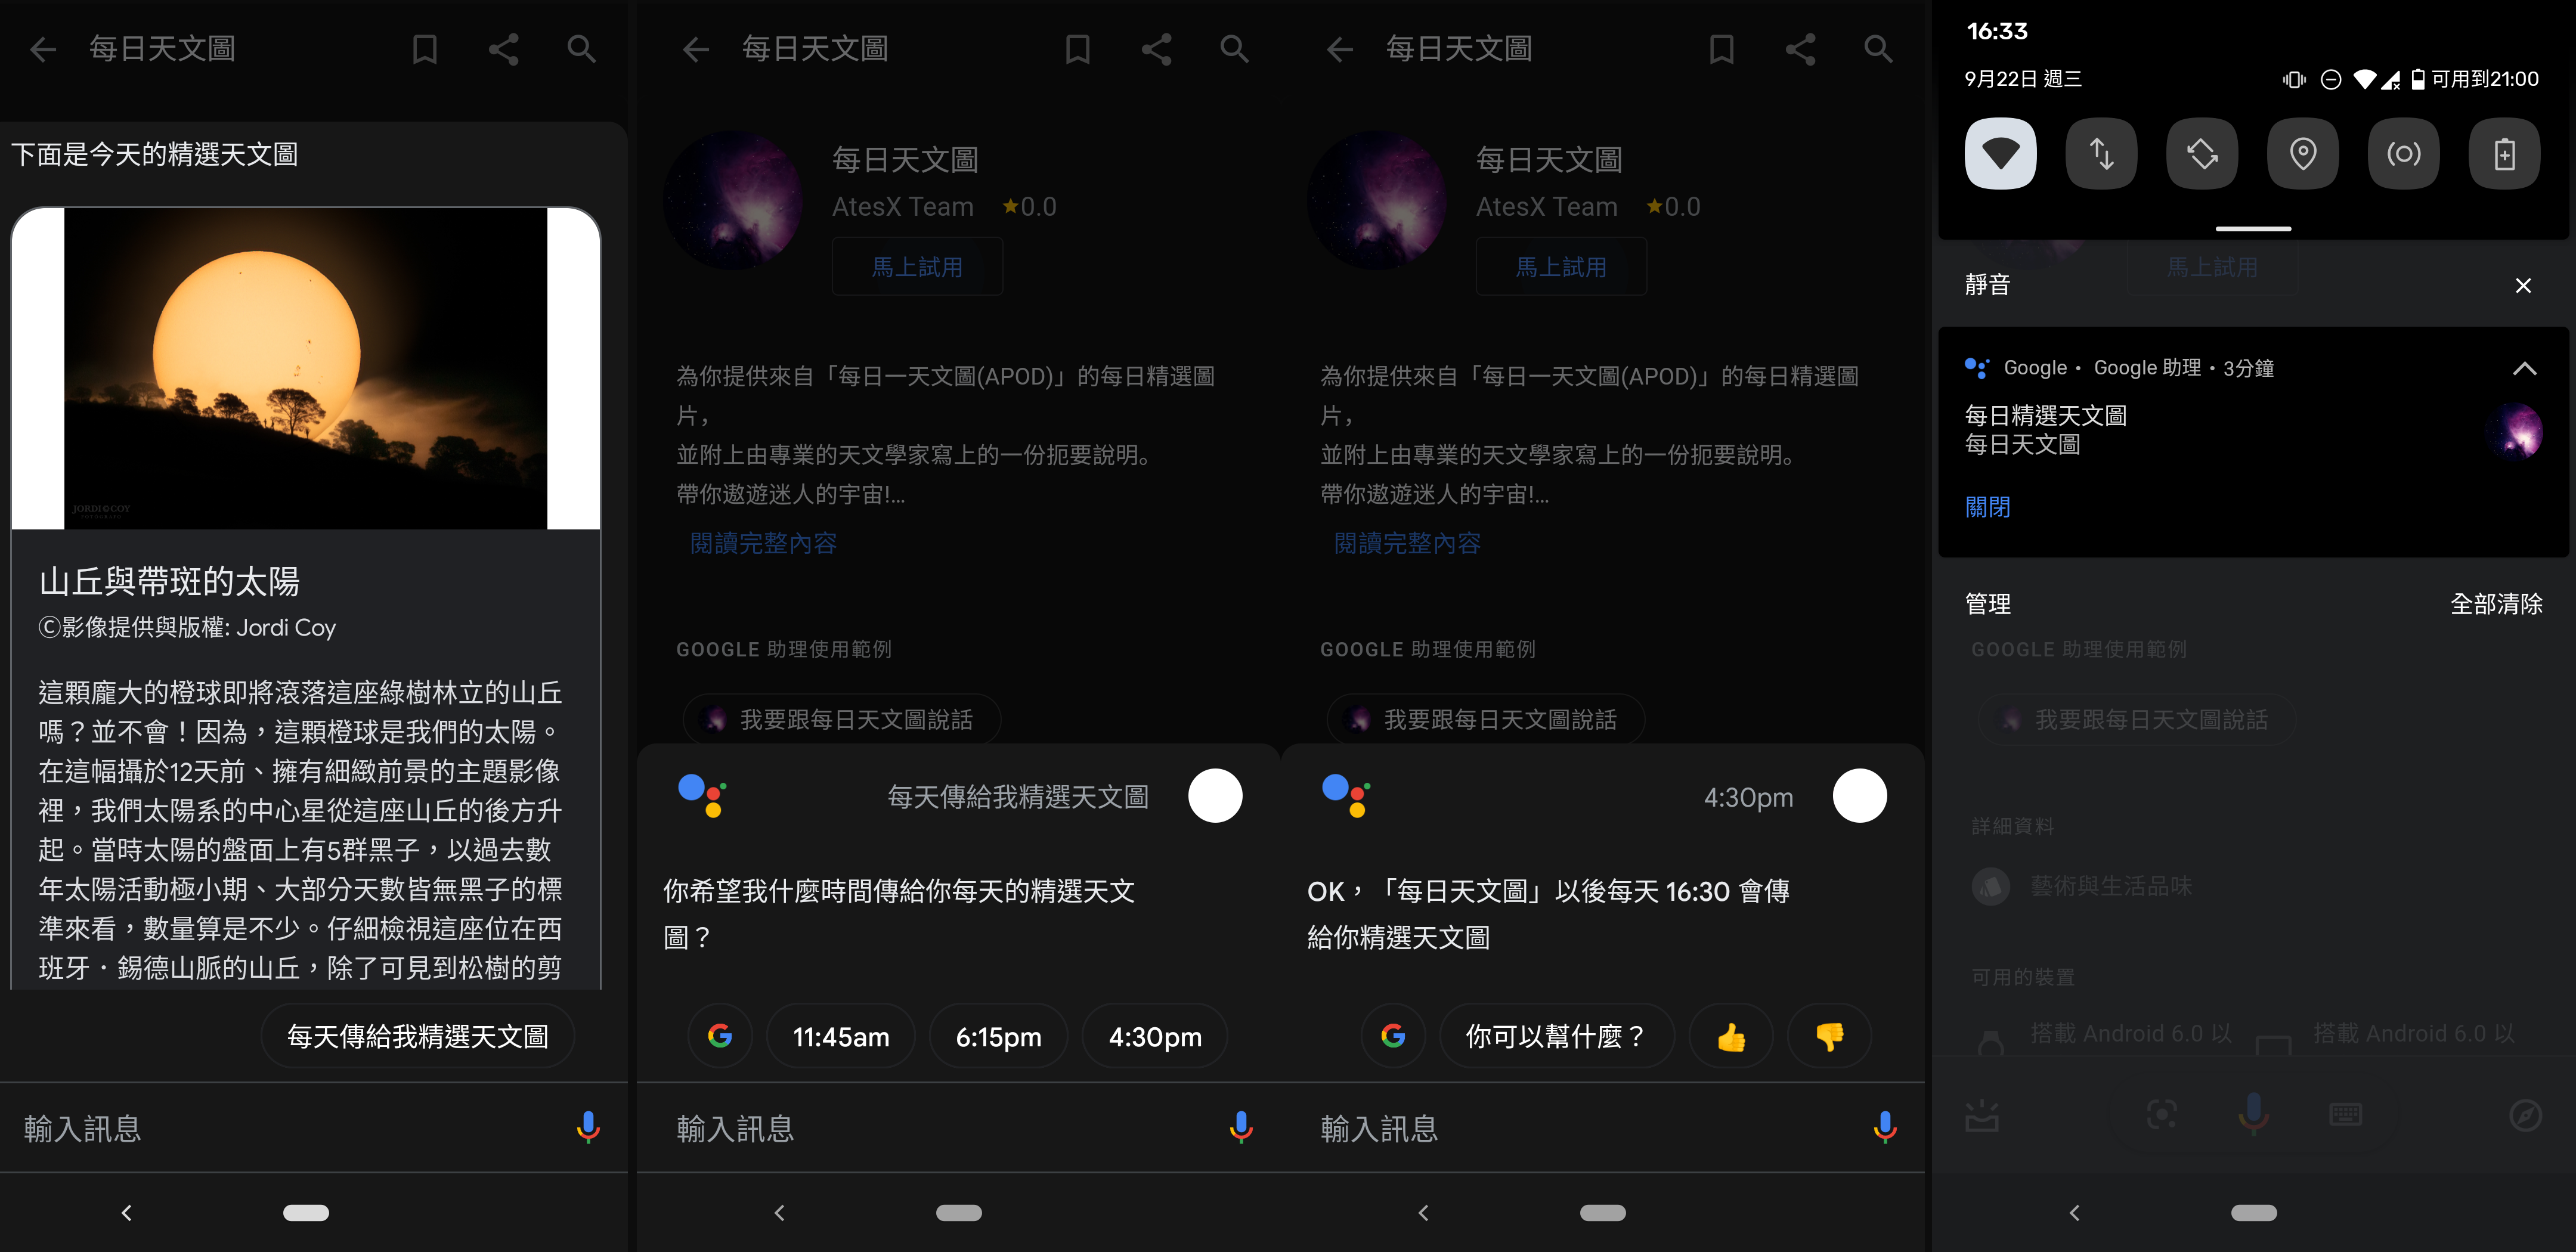 每日天文圖
下面是今天的精選天文圖
JORDI COY
山丘與帶斑的太陽
Ⓒ影像提供與版權: Jordi Coy
這顆龐大的橙球即將滾落這座綠樹林立的山丘
嗎？並不會！因為，這顆橙球是我們的太陽。
在這幅攝於12天前、擁有細緻前景的主題影像
裡，我們太陽系的中心星從這座山丘的後方升
起。當時太陽的盤面上有5群黑子，以過去數
年太陽活動極小期、大部分天數皆無黑子的標
準來看，數量算是不少。仔細檢視這座位在西
班牙．錫德山脈的山丘，除了可見到松樹的剪
每天傳給我精選天文圖
輸入訊息
每日天文圖
每日天文圖
AtesX Team ★0.0
馬上試用
為你提供來自「每日一天文圖(APOD)」的每日精選圖
片，
並附上由專業的天文學家寫上的一份扼要說明。
帶你遨遊迷人的宇宙!...
閱讀完整內容
GOOGLE 助理使用範例
我要跟每日天文圖說話
每天傳給我精選天文圖
你希望我什麼時間傳給你每天的精選天文
圖？
11:45am 6:15pm 4:30pm
輸入訊息
每日天文圖
每日天文圖
AtesX Team ★0.0
馬上試用
為你提供來自「每日一天文圖(APOD)」的每日精選圖
片，
並附上由專業的天文學家寫上的一份扼要說明。
帶你遨遊迷人的宇宙!...
閱讀完整內容
GOOGLE 助理使用範例
我要跟每日天文圖說話
4:30pm
OK，「每日天文圖」以後每天 16:30 會傳
給你精選天文圖
你可以幫什麼？ 👍 👎
輸入訊息
16:33
9月22日 週三 可用到21:00
馬上試用
靜音
Google • Google 助理 • 3分鐘
每日精選天文圖
每日天文圖
關閉
管理 全部清除
GOOGLE 助理使用範例
我要跟每日天文圖說話
詳細資料
藝術與生活品味
可用的裝置
搭載 Android 6.0 以 搭載 Android 6.0 以